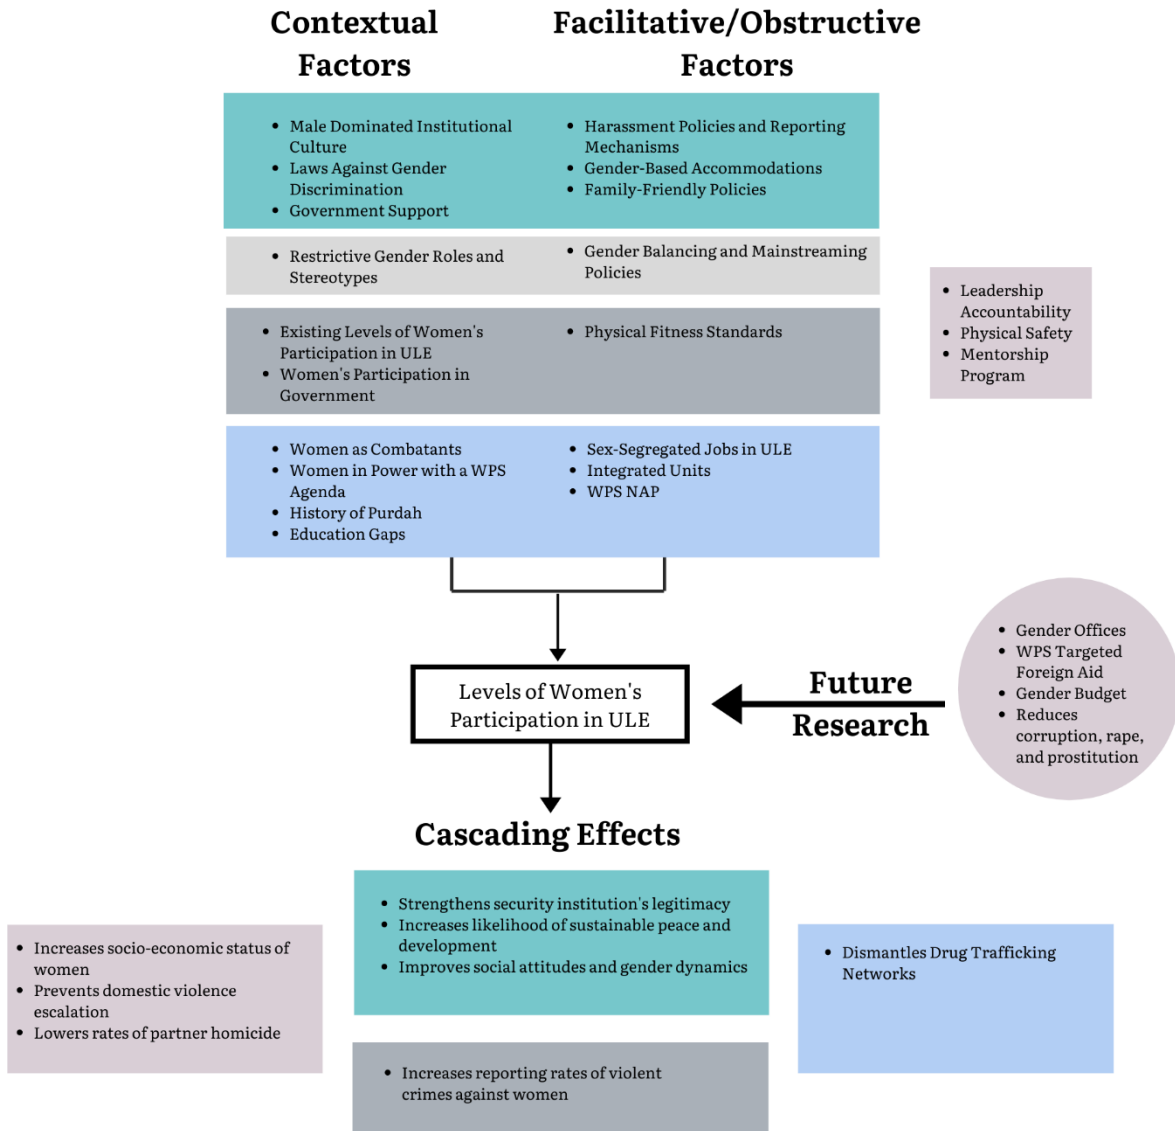 Contextual
Factors
Facilitative/Obstructive
Factors
• Male Dominated Institutional
Culture
• Laws Against Gender
Discrimination
• Government Support
• Harassment Policies and Reporting
Mechanisms
• Gender-Based Accommodations
• Family-Friendly Policies
• Restrictive Gender Roles and
Stereotypes
• Gender Balancing and Mainstreaming
Policies
• Existing Levels of Women's
Participation in ULE
• Women's Participation in
Government
• Physical Fitness Standards
• Leadership
Accountability
• Physical Safety
• Mentorship
Program
• Women as Combatants
• Women in Power with a WPS
Agenda
• History of Purdah
• Education Gaps
• Sex-Segregated Jobs in ULE
• Integrated Units
• WPS NAP
Levels of Women's
Participation in ULE
Future
Research
• Gender Offices
• WPS Targeted
Foreign Aid
• Gender Budget
• Reduces
corruption, rape,
and prostitution
Cascading Effects
• Increases socio-economic status of
women
• Prevents domestic violence
escalation
• Lowers rates of partner homicide
• Strengthens security institution's legitimacy
• Increases likelihood of sustainable peace and
development
• Improves social attitudes and gender dynamics
• Dismantles Drug Trafficking
Networks
• Increases reporting rates of violent
crimes against women